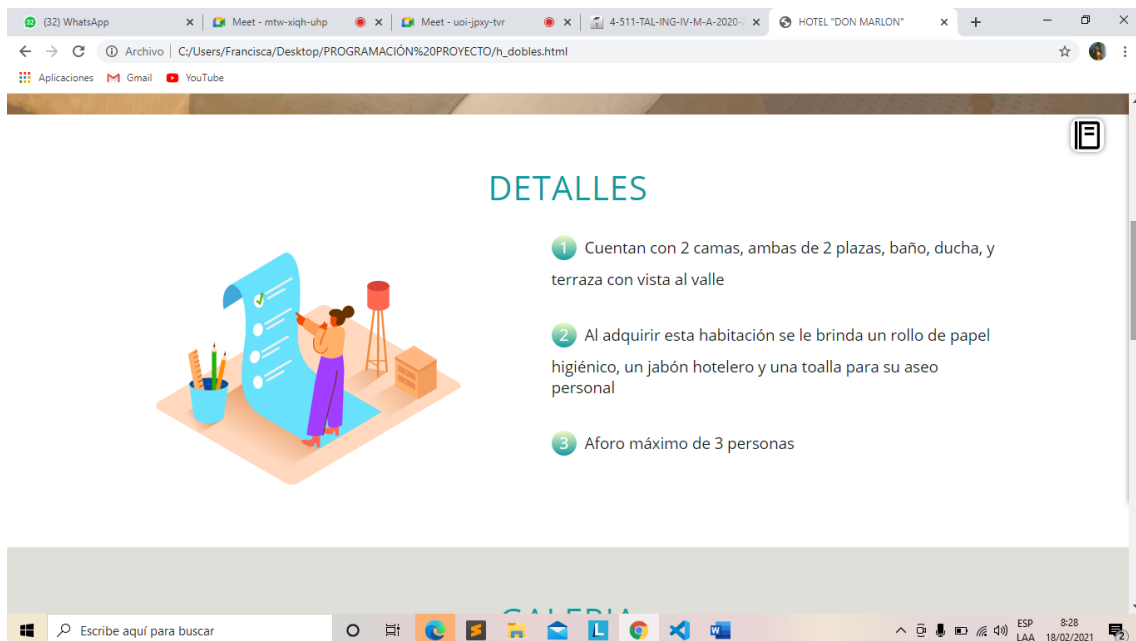 (32) WhatsApp
Meet - mtw-xiqh-uhp
Meet - uoi-jpxy-tvr
4-511-TAL-ING-IV-M-A-2020-
HOTEL "DON MARLON"
Archivo | C:/Users/Francisca/Desktop/PROGRAMACIÓN%20PROYECTO/h_dobles.html
Aplicaciones
Gmail
YouTube
DETALLES
1 Cuentan con 2 camas, ambas de 2 plazas, baño, ducha, y
terraza con vista al valle
2 Al adquirir esta habitación se le brinda un rollo de papel
higiénico, un jabón hotelero y una toalla para su aseo
personal
3 Aforo máximo de 3 personas
GALERIA
Escribe aquí para buscar
ESP
LAA
8:28
18/02/2021